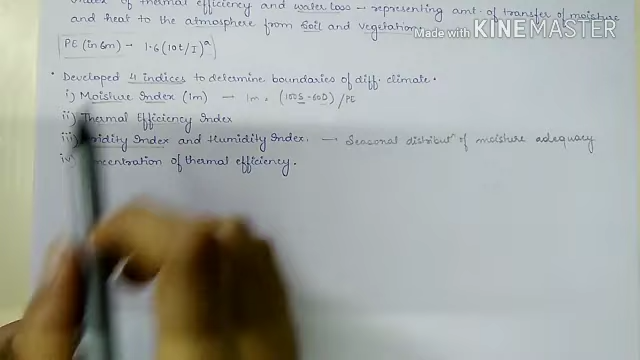 Index of thermal efficiency and water loss - representing amt. of transfer of moisture
and heat to the atmosphere from soil and vegetations
Made with KINEMASTER
PE (in cm) - 1.6 (10t/I)ᵃ
• Developed 4 indices to determine boundaries of diff. climate.
i) Moisture Index (Im) → Im = (100S - 60D) / PE
ii) Thermal Efficiency Index
iii) Aridity Index and Humidity Index. → Seasonal distributⁿ of moisture adequacy
iv) Concentration of thermal efficiency.